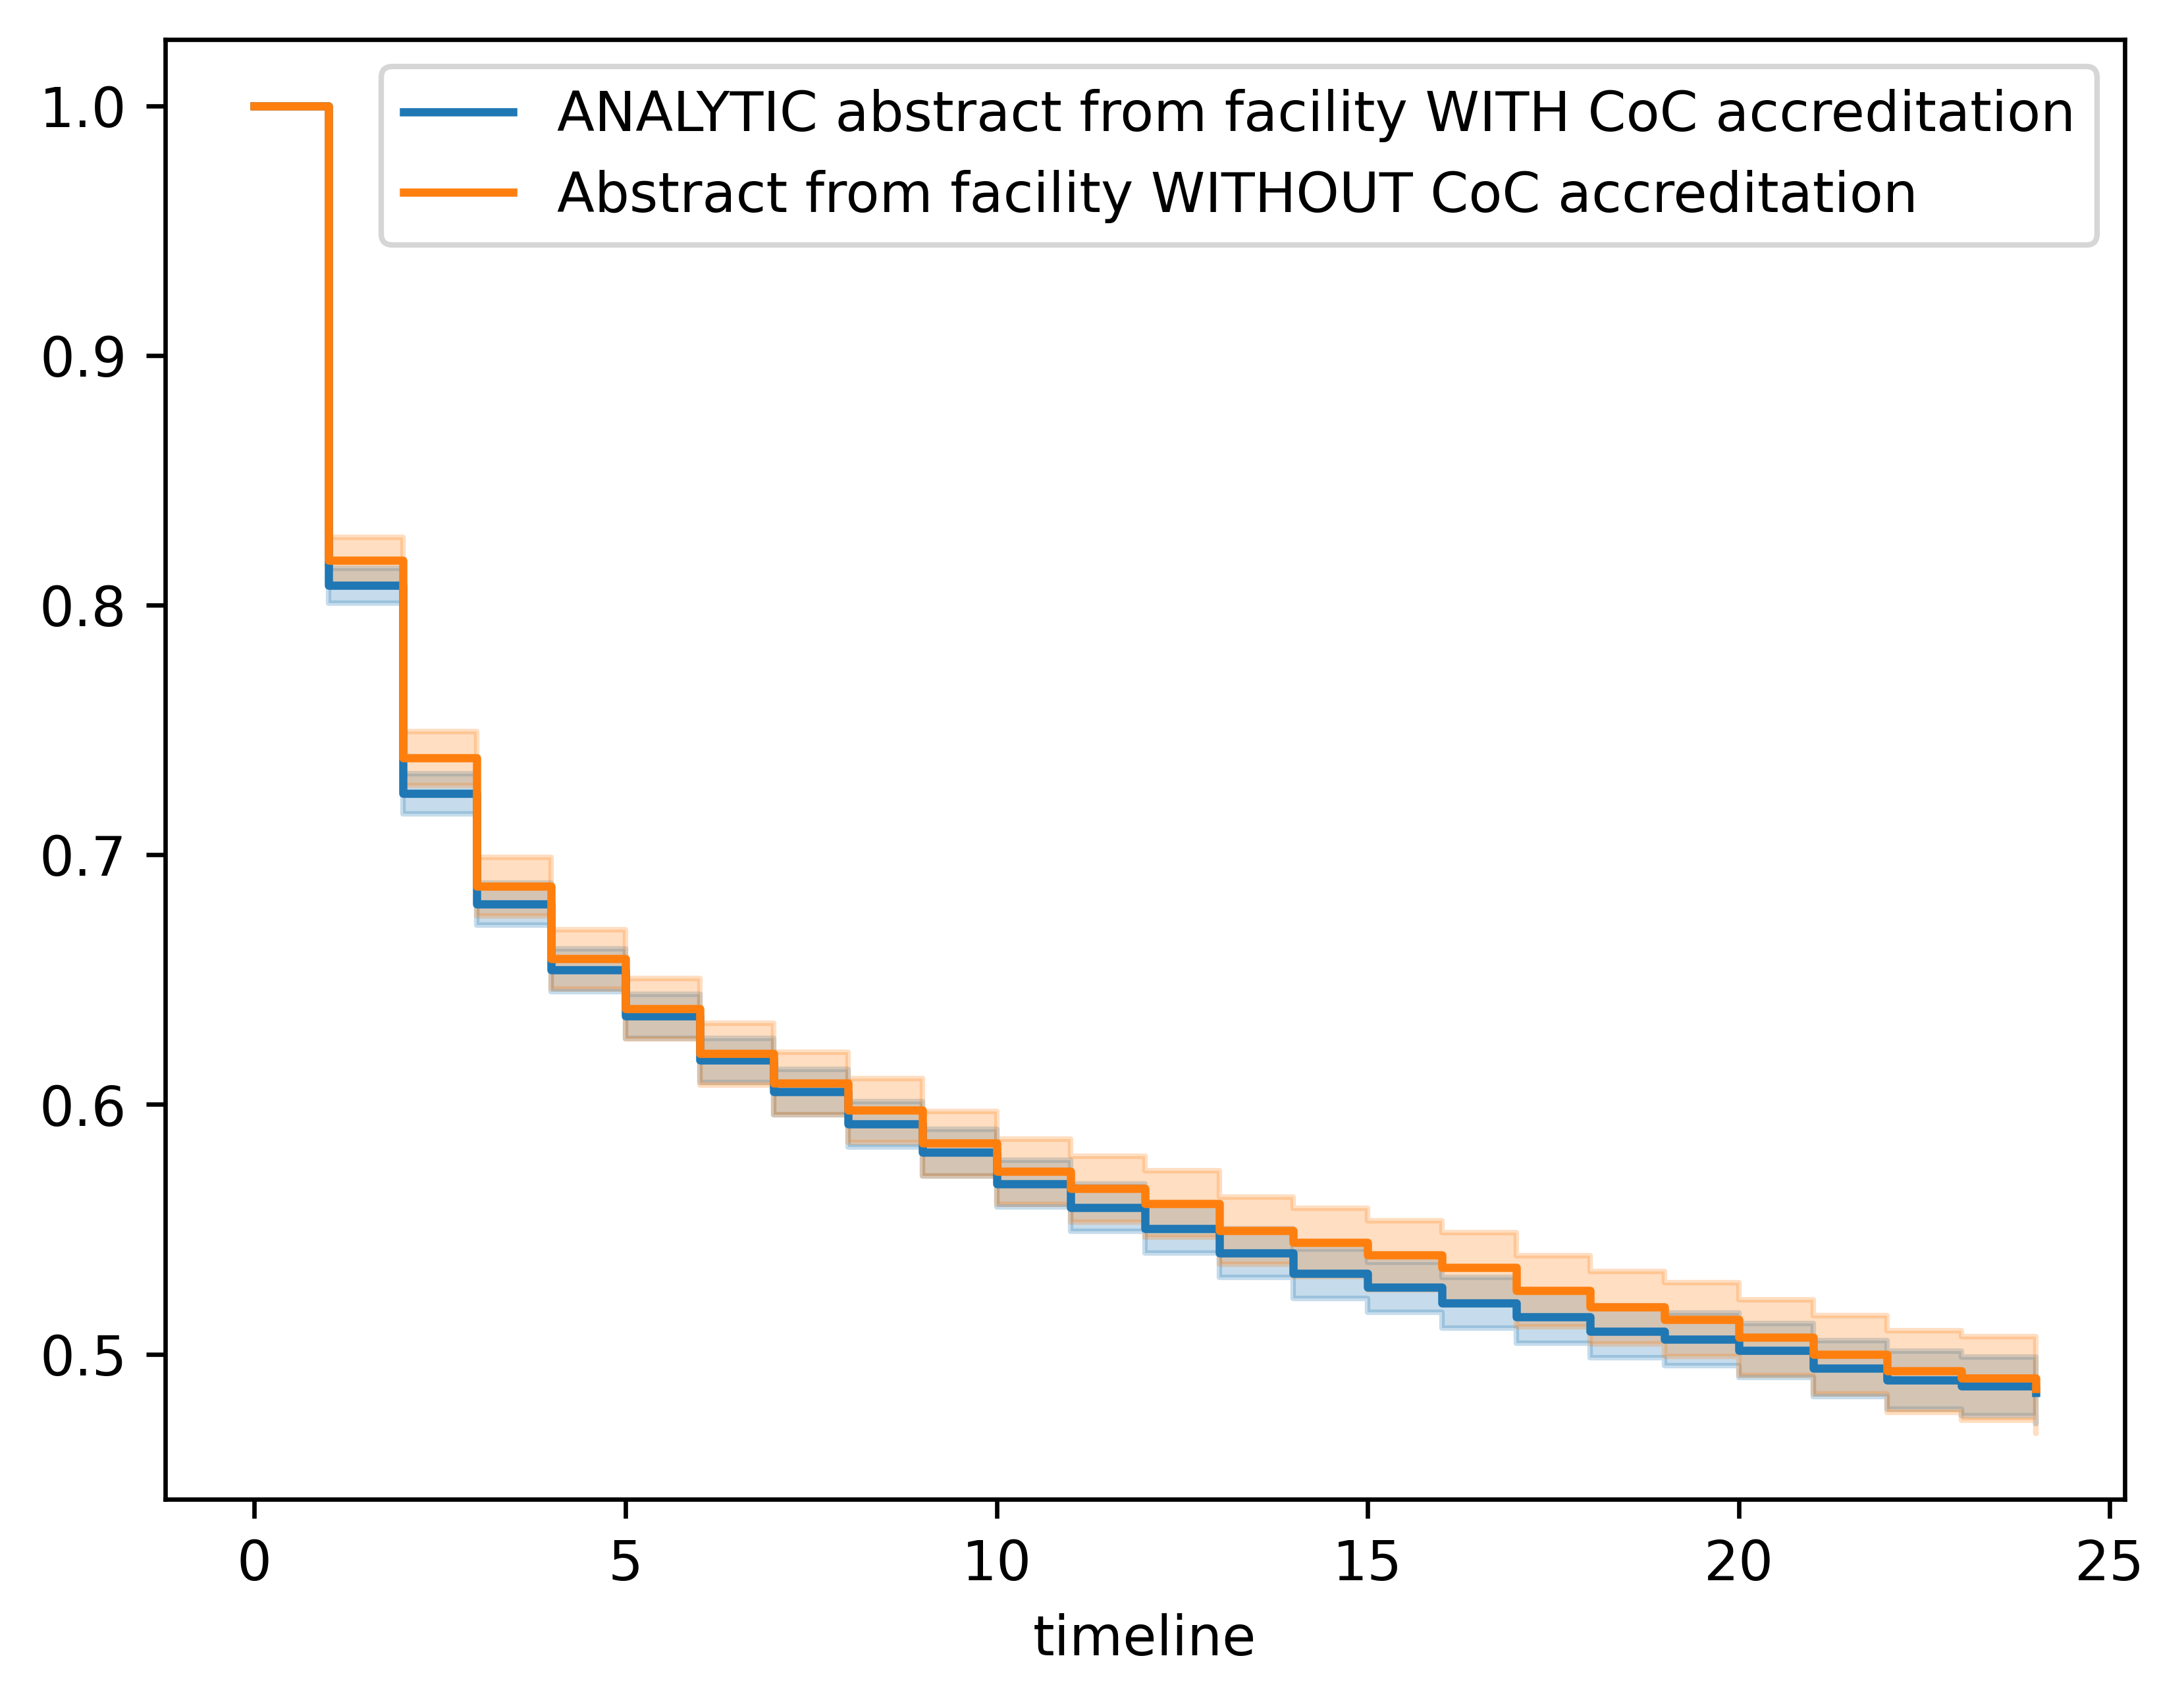 ANALYTIC abstract from facility WITH CoC accreditation
Abstract from facility WITHOUT CoC accreditation
1.0
0.9
0.8
0.7
0.6
0.5
0 5 10 15 20 25
timeline